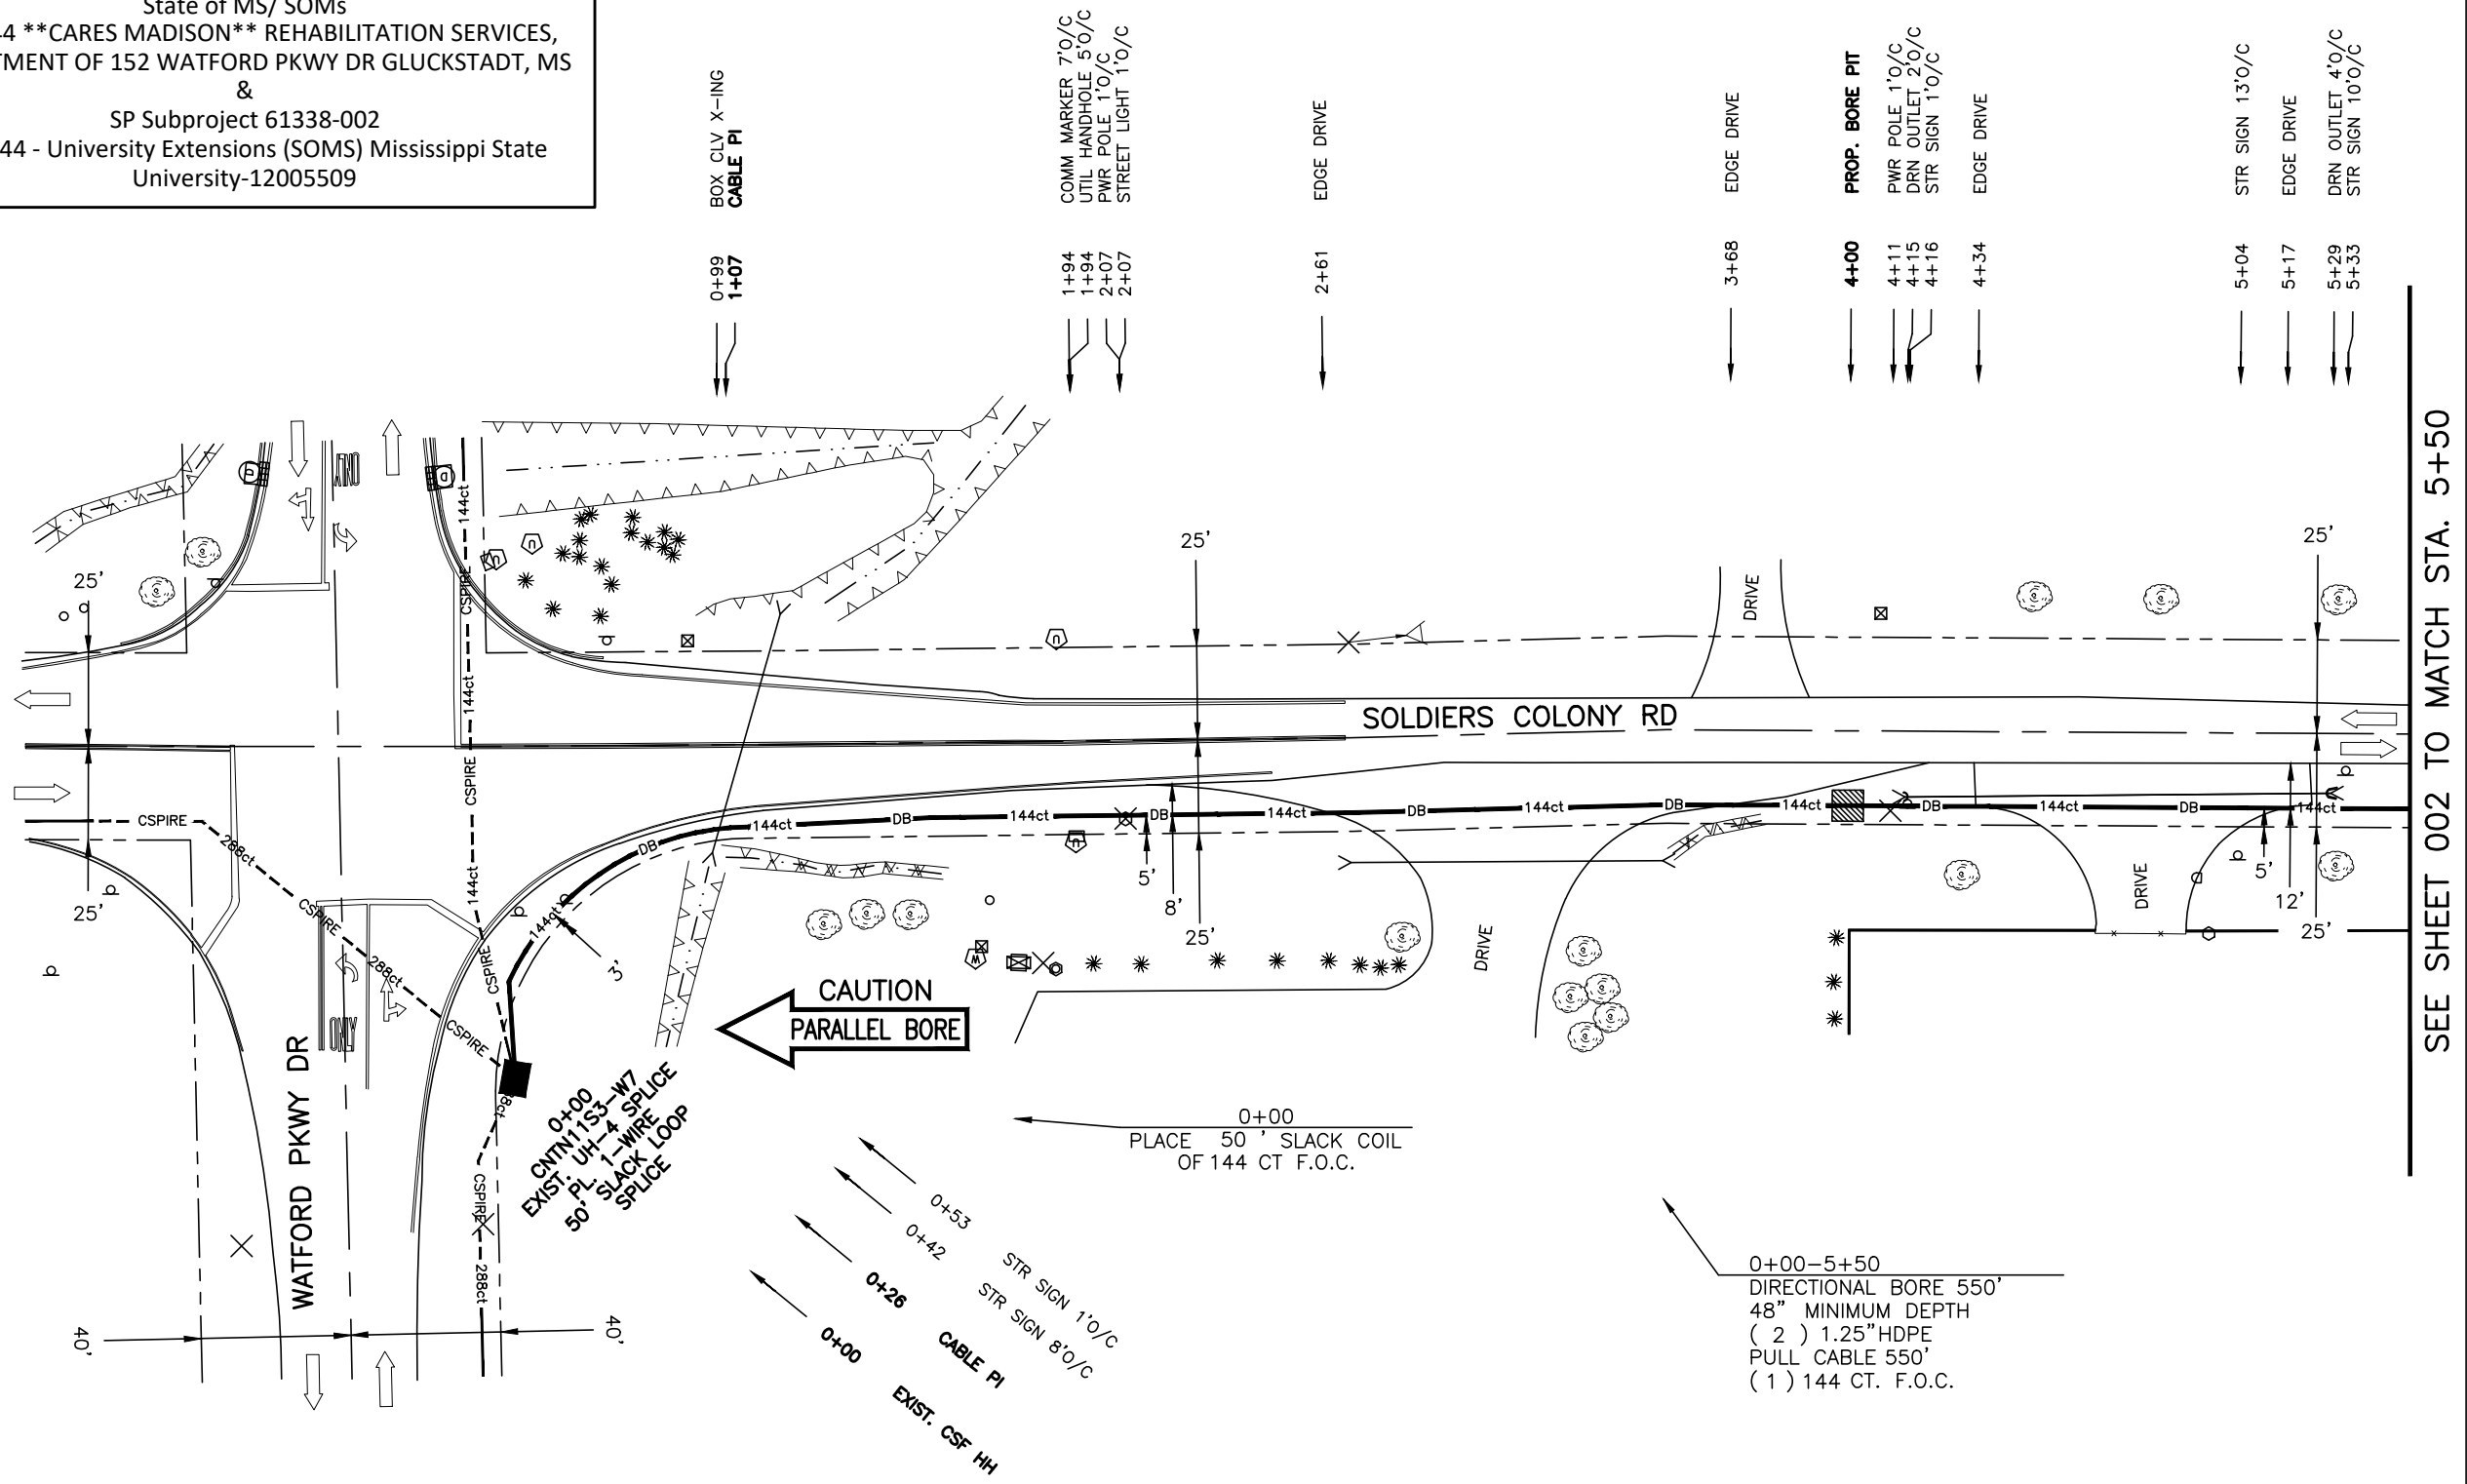 State of MS/ SOMs
44 **CARES MADISON** REHABILITATION SERVICES,
TMENT OF 152 WATFORD PKWY DR GLUCKSTADT, MS
&
SP Subproject 61338-002
44 - University Extensions (SOMS) Mississippi State
University-12005509
0+99 BOX CLV X-ING
1+07 CABLE PI
1+94 COMM MARKER 7'O/C
1+94 UTIL HANDHOLE 5'O/C
2+07 PWR POLE 1'O/C
2+07 STREET LIGHT 1'O/C
2+61 EDGE DRIVE
3+68 EDGE DRIVE
4+00 PROP. BORE PIT
4+11 PWR POLE 1'O/C
4+15 DRN OUTLET 2'O/C
4+16 STR SIGN 1'O/C
4+34 EDGE DRIVE
5+04 STR SIGN 13'O/C
5+17 EDGE DRIVE
5+29 DRN OUTLET 4'O/C
5+33 STR SIGN 10'O/C
SEE SHEET 002 TO MATCH STA. 5+50
ONLY
144ct
CSPIRE
144ct
CSPIRE
144ct
CSPIRE
25'
25'
25'
25'
25'
25'
DRIVE
SOLDIERS COLONY RD
CSPIRE
288ct
CSPIRE
288ct
CSPIRE
144ct
DB
144ct
DB
144ct
DB
144ct
DB
144ct
DB
144ct
DB
144ct
DB
144ct
3'
5'
8'
5'
12'
DRIVE
DRIVE
ONLY
WATFORD PKWY DR
CAUTION
PARALLEL BORE
0+00
CNTN11S3-W7
EXIST. UH-4 SPLICE
PL. 1-WIRE
50' SLACK LOOP
SPLICE
CSPIRE
288ct
40'
40'
0+00
PLACE 50 ' SLACK COIL
OF 144 CT F.O.C.
0+53 STR SIGN 1'O/C
0+42 STR SIGN 8'O/C
0+26 CABLE PI
0+00 EXIST. CSF HH
0+00-5+50
DIRECTIONAL BORE 550'
48" MINIMUM DEPTH
( 2 ) 1.25"HDPE
PULL CABLE 550'
( 1 ) 144 CT. F.O.C.